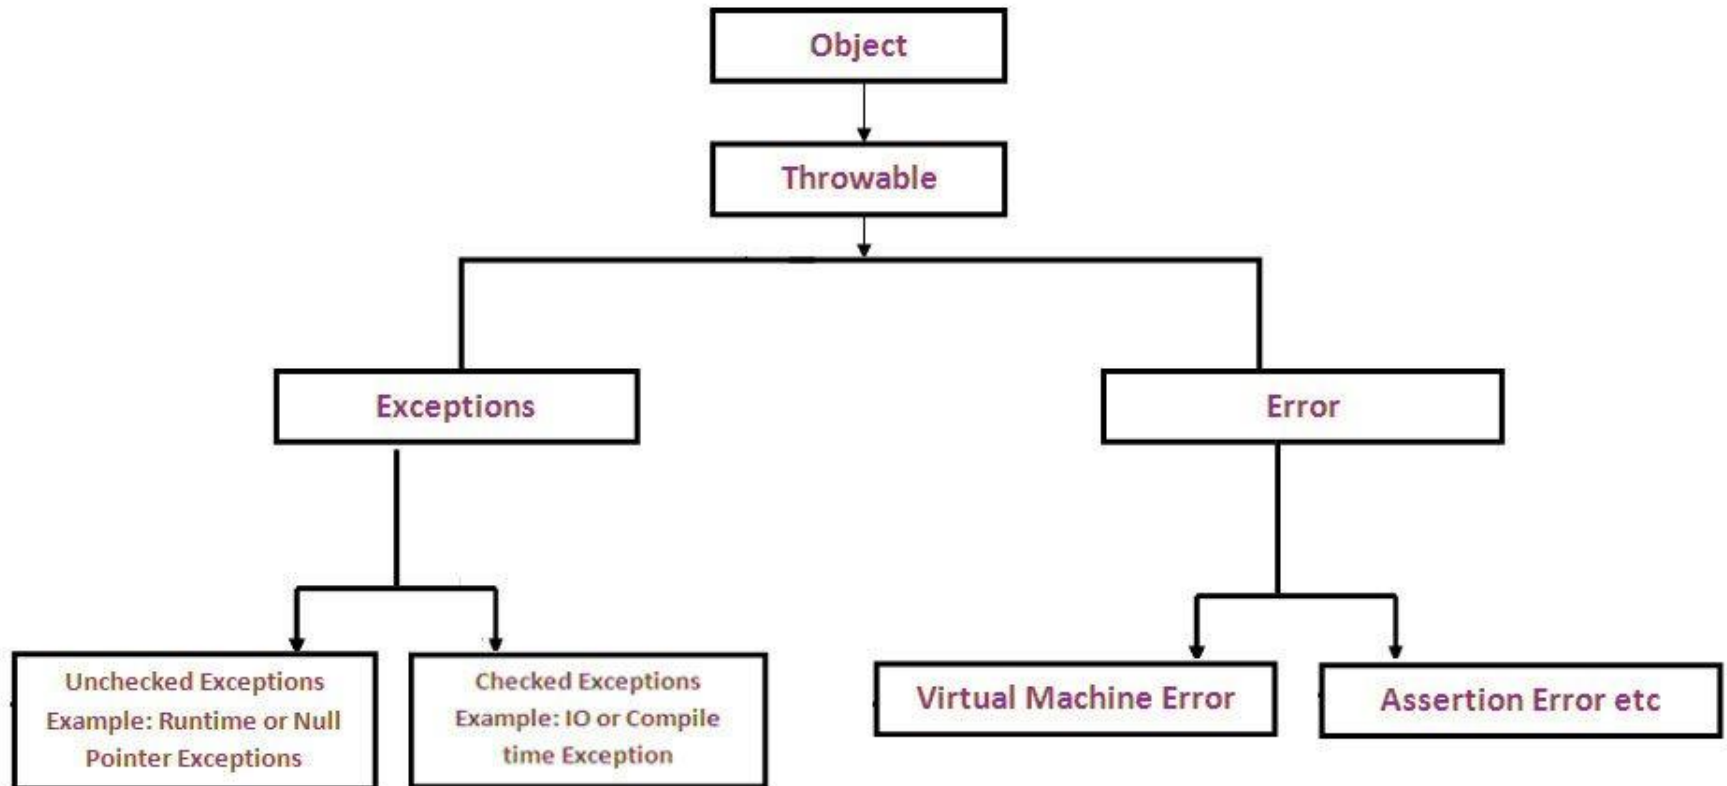 Object
Throwable
Exceptions
Error
Unchecked Exceptions
Example: Runtime or Null
Pointer Exceptions
Checked Exceptions
Example: IO or Compile
time Exception
Virtual Machine Error
Assertion Error etc